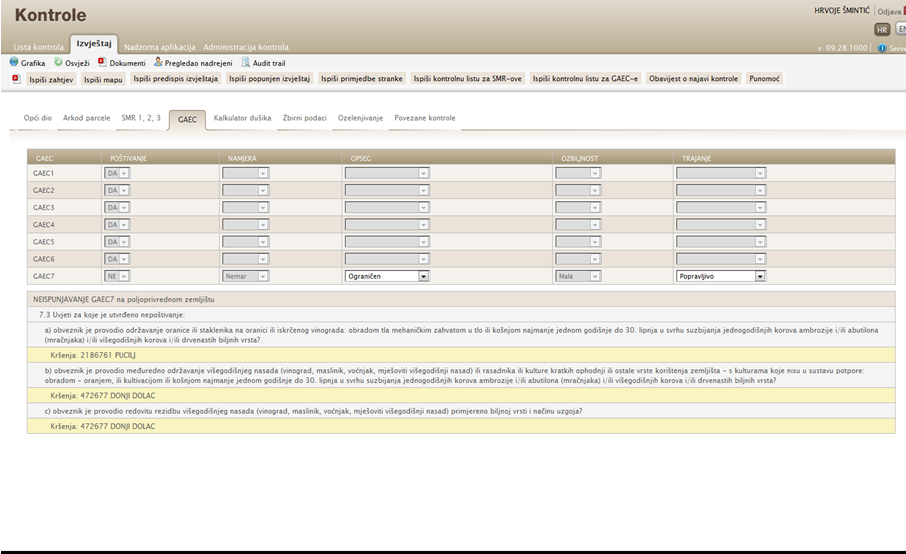 Kontrole
HRVOJE ŠMINTIĆ Odjava
HR EN
Lista kontrola Izvještaj Nadzorna aplikacija Administracija kontrola
v. 09.28.1000 Serve
Grafika Osvježi Dokumenti Pregledao nadređeni Audit trail
Ispiši zahtjev Ispiši mapu Ispiši predispis izvještaja Ispiši popunjen izvještaj Ispiši primjedbe stranke Ispiši kontrolnu listu za SMR-ove Ispiši kontrolnu listu za GAEC-e Obavijest o najavi kontrole Punomoć
Opći dio Arkod parcele SMR 1, 2, 3 GAEC Kalkulator dušika Zbirni podaci Ozelenjivanje Povezane kontrole
GAEC POŠTIVANJE NAMJERA OPSEG OZBILJNOST TRAJANJE
GAEC1 DA
GAEC2 DA
GAEC3 DA
GAEC4 DA
GAEC5 DA
GAEC6 DA
GAEC7 NE Nemar Ograničen Mala Popravljivo
NEISPUNJAVANJE GAEC7 na poljoprivrednom zemljištu
7.3 Uvjeti za koje je utvrđeno nepoštivanje:
a) obveznik je provodio održavanje oranice ili staklenika na oranici ili iskrčenog vinograda: obradom tla mehaničkim zahvatom u tlo ili košnjom najmanje jednom godišnje do 30. lipnja u svrhu suzbijanja jednogodišnjih korova ambrozije i/ili abutilona
(mračnjaka) i/ili višegodišnjih korova i/ili drvenastih biljnih vrsta?
Kršenja: 2186761 PUCILJ
b) obveznik je provodio međuredno održavanje višegodišnjeg nasada (vinograd, maslinik, voćnjak, mješoviti višegodišnji nasad) ili rasadnika ili kulture kratkih ophodnji ili ostale vrste korištenja zemljišta - s kulturama koje nisu u sustavu potpore:
obradom - oranjem, ili kultivacijom ili košnjom najmanje jednom godišnje do 30. lipnja u svrhu suzbijanja jednogodišnjih korova ambrozije i/ili abutilona (mračnjaka) i/ili višegodišnjih korova i/ili drvenastih biljnih vrsta?
Kršenja: 472677 DONJI DOLAC
c) obveznik je provodio redovitu rezidbu višegodišnjeg nasada (vinograd, maslinik, voćnjak, mješoviti višegodišnji nasad) primjereno biljnoj vrsti i načinu uzgoja?
Kršenja: 472677 DONJI DOLAC